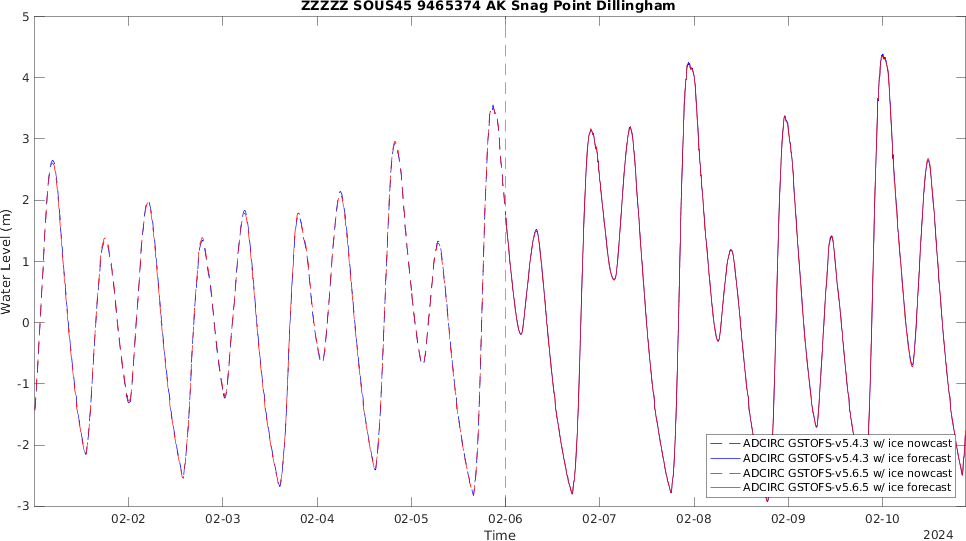 ZZZZZ SOUS45 9465374 AK Snag Point Dillingham
Water Level (m)
5
4
3
2
1
0
-1
-2
-3
02-02
02-03
02-04
02-05
02-06
02-07
02-08
02-09
02-10
Time
2024
ADCIRC GSTOFS-v5.4.3 w/ ice nowcast
ADCIRC GSTOFS-v5.4.3 w/ ice forecast
ADCIRC GSTOFS-v5.6.5 w/ ice nowcast
ADCIRC GSTOFS-v5.6.5 w/ ice forecast